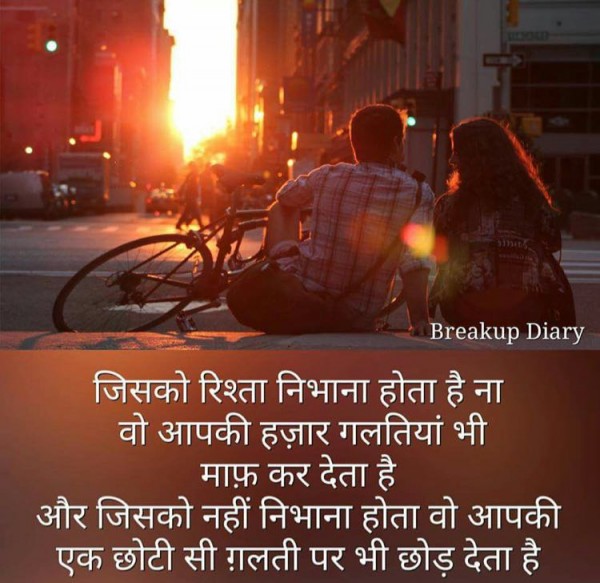 Breakup Diary
जिसको रिश्ता निभाना होता है ना
वो आपकी हज़ार गलतियां भी
माफ़ कर देता है
और जिसको नहीं निभाना होता वो आपकी
एक छोटी सी ग़लती पर भी छोड़ देता है